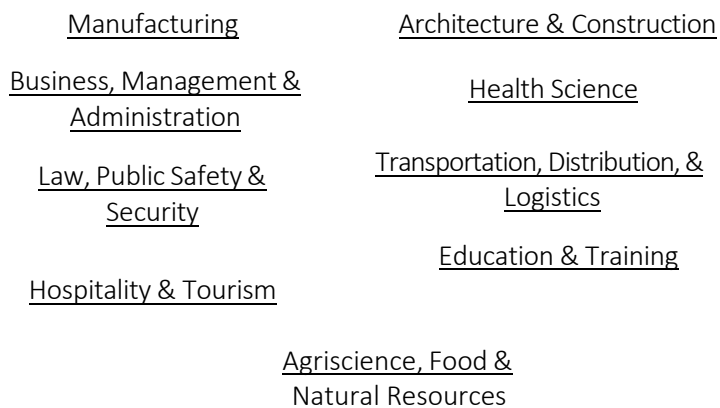 Manufacturing
Architecture & Construction
Business, Management &
Administration
Health Science
Law, Public Safety &
Security
Transportation, Distribution, &
Logistics
Education & Training
Hospitality & Tourism
Agriscience, Food &
Natural Resources